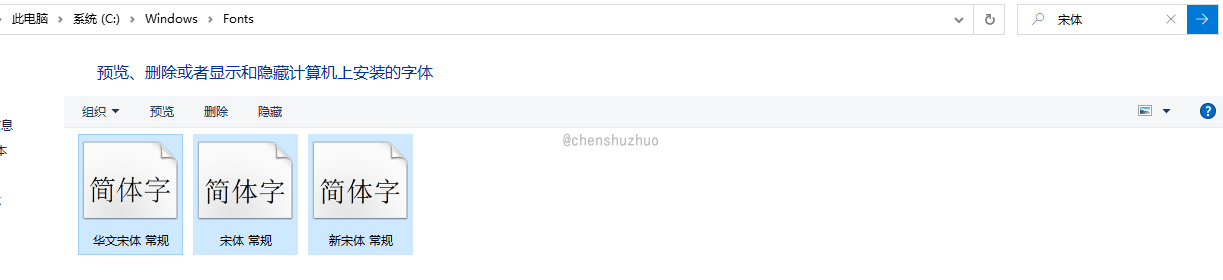 此电脑 > 系统 (C:) > Windows > Fonts
宋体
预览、删除或者显示和隐藏计算机上安装的字体
组织 预览 删除 隐藏
息
本
@chenshuzhuo
简体字 简体字 简体字
华文宋体 常规 宋体 常规 新宋体 常规